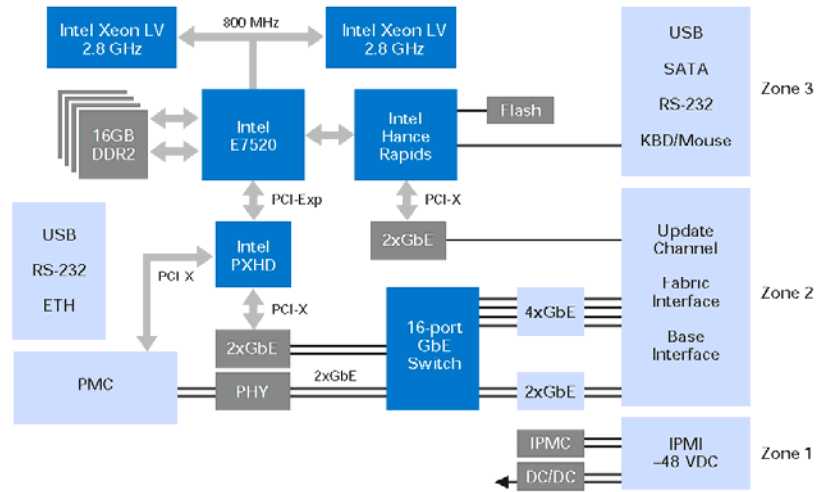 Intel Xeon LV
2.8 GHz
800 MHz
Intel Xeon LV
2.8 GHz
USB
SATA
RS-232
KBD/Mouse
Zone 3
16GB
DDR2
Intel
E7520
Intel
Hance
Rapids
Flash
PCI-Exp
PCI-X
USB
RS-232
ETH
PCI X
Intel
PXHD
2xGbE
Update
Channel
Fabric
Interface
Base
Interface
Zone 2
PCI-X
2xGbE
16-port
GbE
Switch
4xGbE
PMC
PHY
2xGbE
2xGbE
IPMC
DC/DC
IPMI
–48 VDC
Zone 1